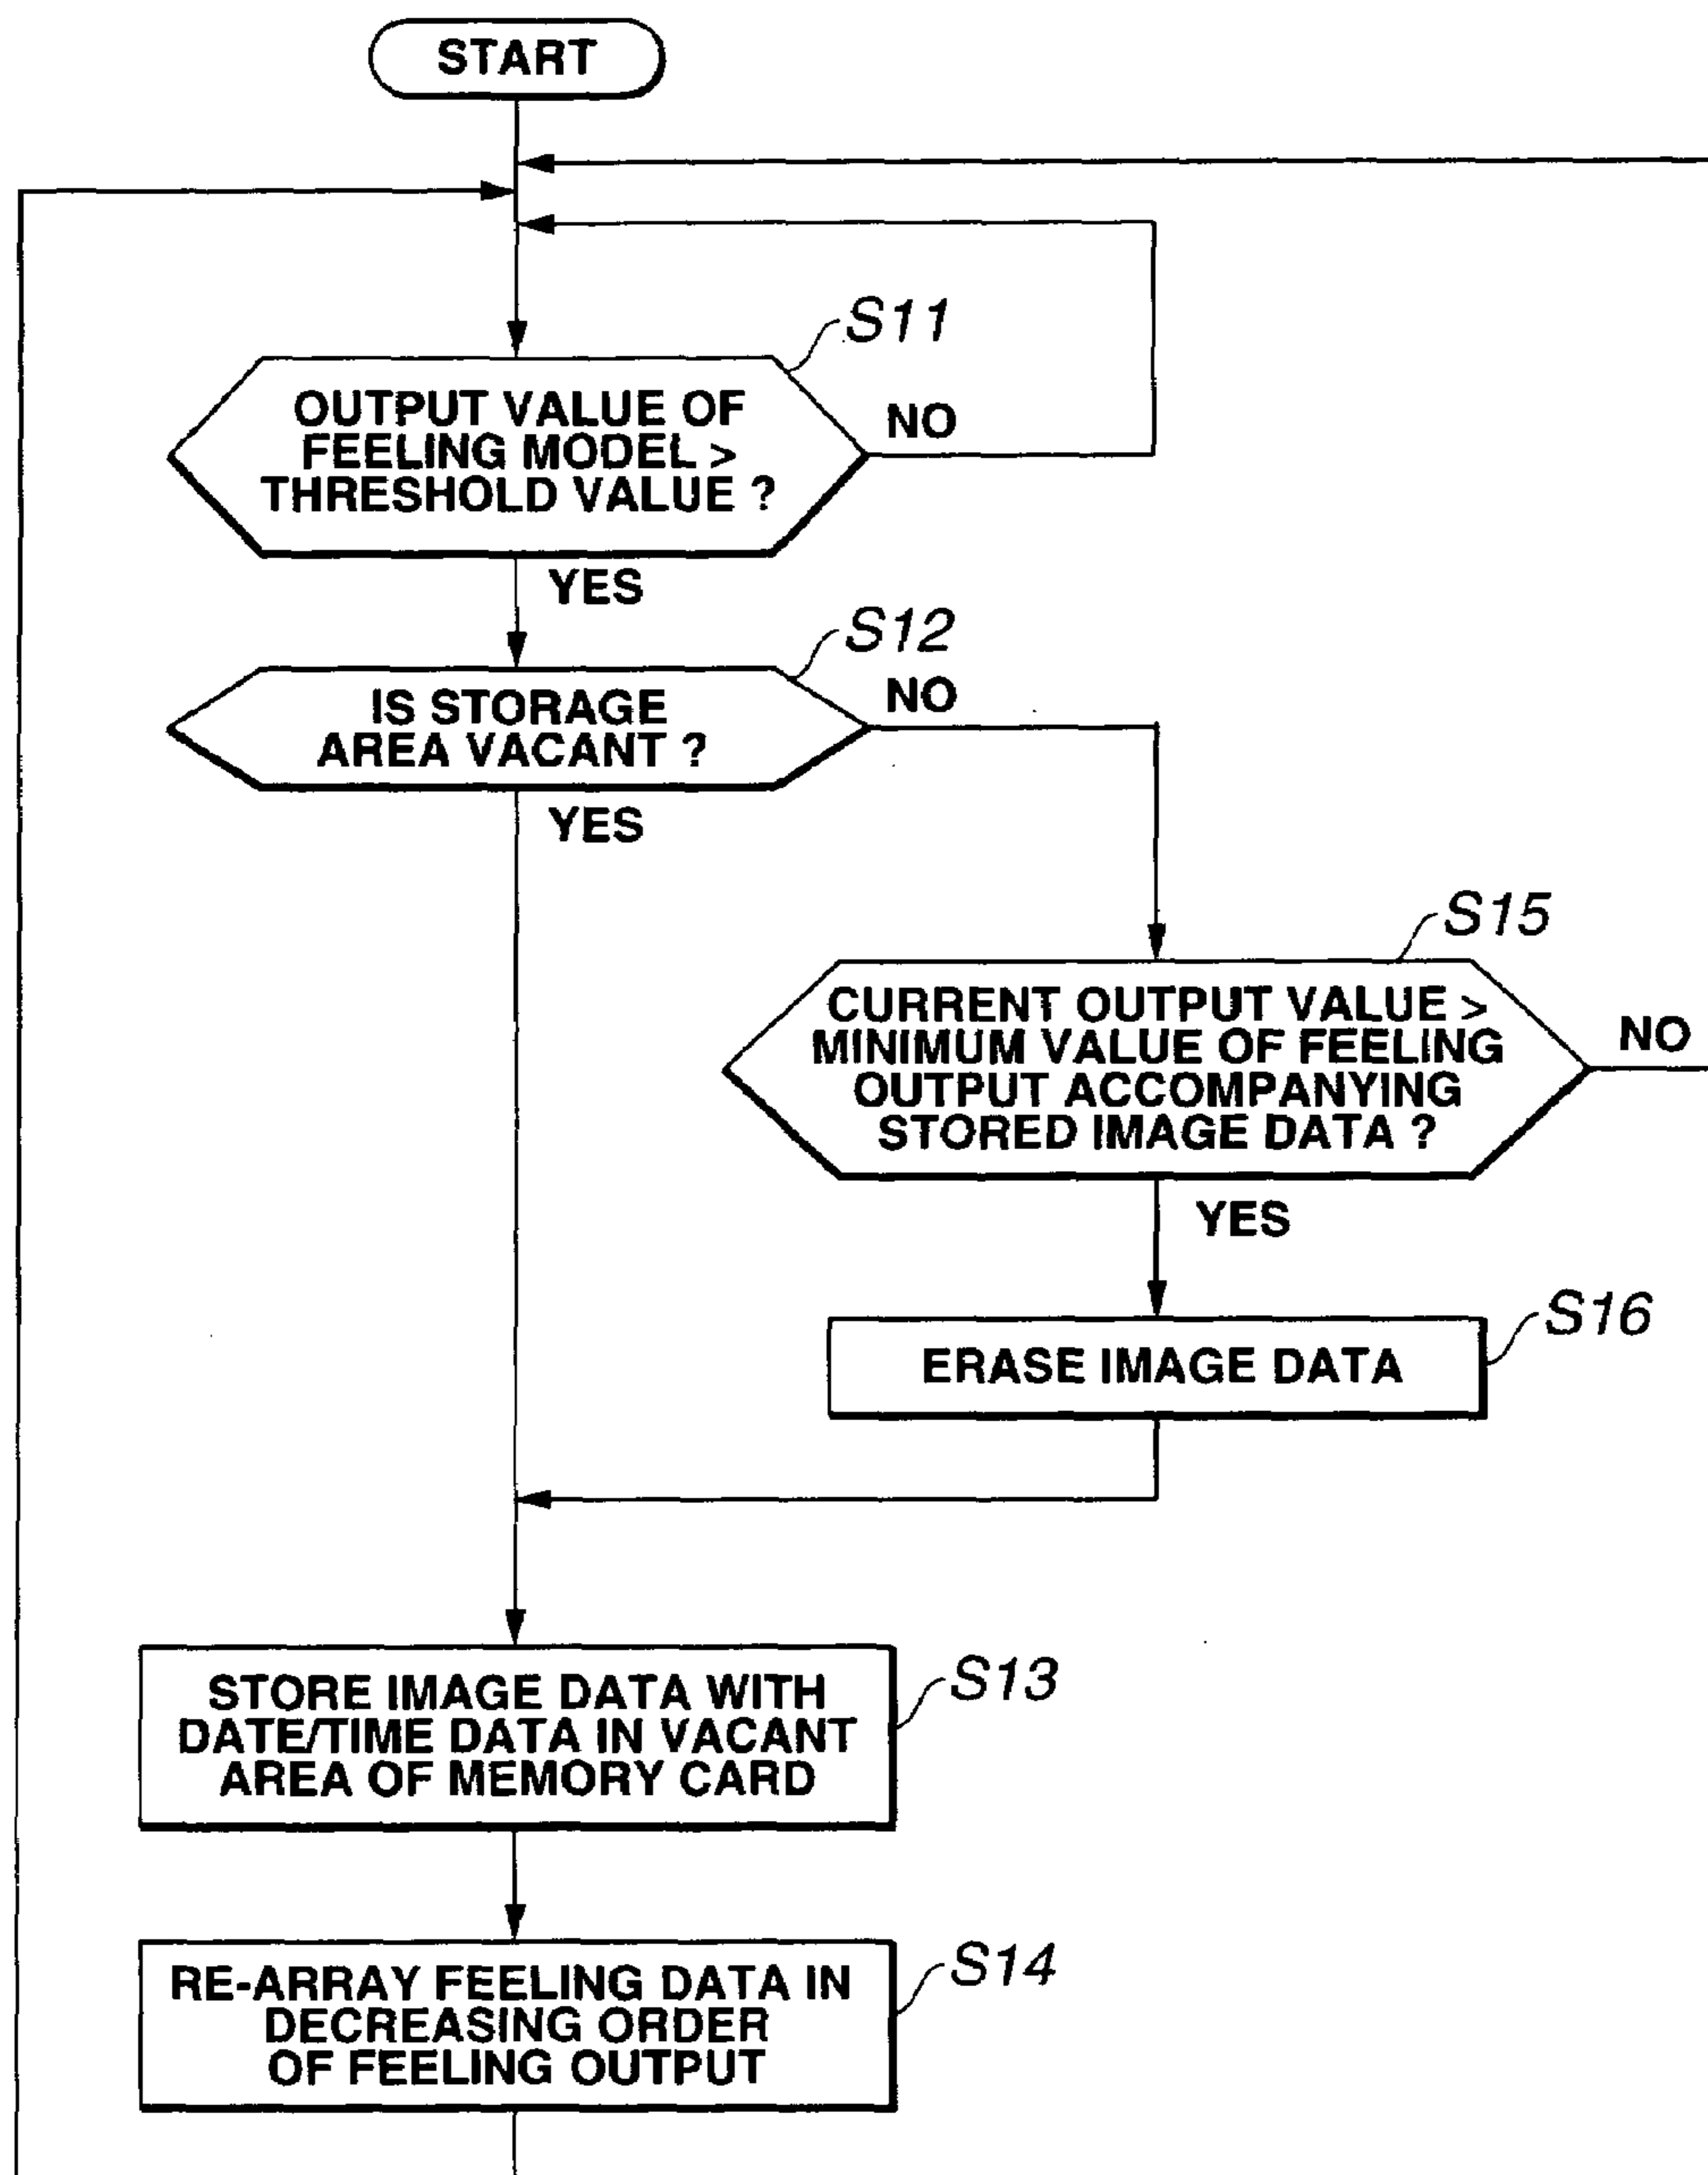 START
S11
OUTPUT VALUE OF
FEELING MODEL >
THRESHOLD VALUE ?
NO
YES
S12
IS STORAGE
AREA VACANT ?
NO
YES
S15
CURRENT OUTPUT VALUE >
MINIMUM VALUE OF FEELING
OUTPUT ACCOMPANYING
STORED IMAGE DATA ?
NO
YES
S16
ERASE IMAGE DATA
S13
STORE IMAGE DATA WITH
DATE/TIME DATA IN VACANT
AREA OF MEMORY CARD
S14
RE-ARRAY FEELING DATA IN
DECREASING ORDER
OF FEELING OUTPUT